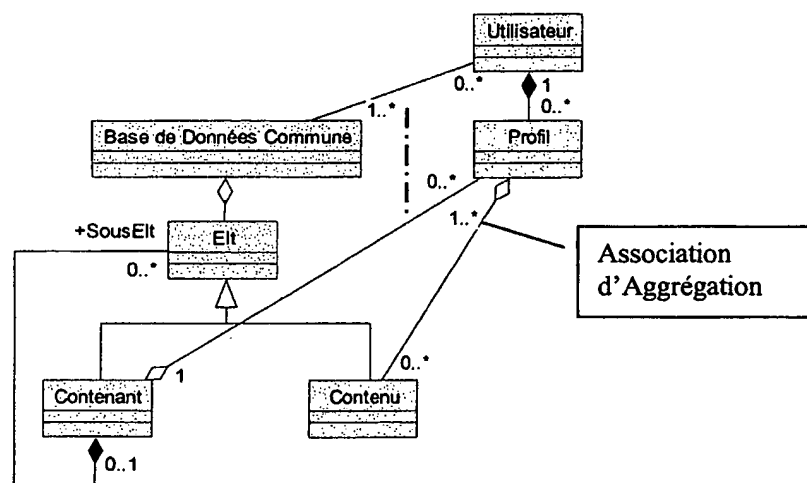 Utilisateur
0..*
1
1..*
0..*
Base de Données Commune
Profil
0..*
+SousElt
Elt
1..*
0..*
Association
d'Aggrégation
1
0..*
Contenant
Contenu
0..1